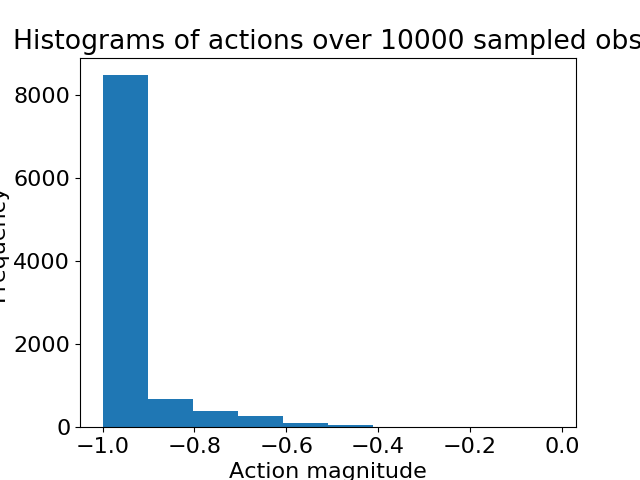 Histograms of actions over 10000 sampled obs
8000
6000
4000
2000
0
Frequency
−1.0 −0.8 −0.6 −0.4 −0.2 0.0
Action magnitude